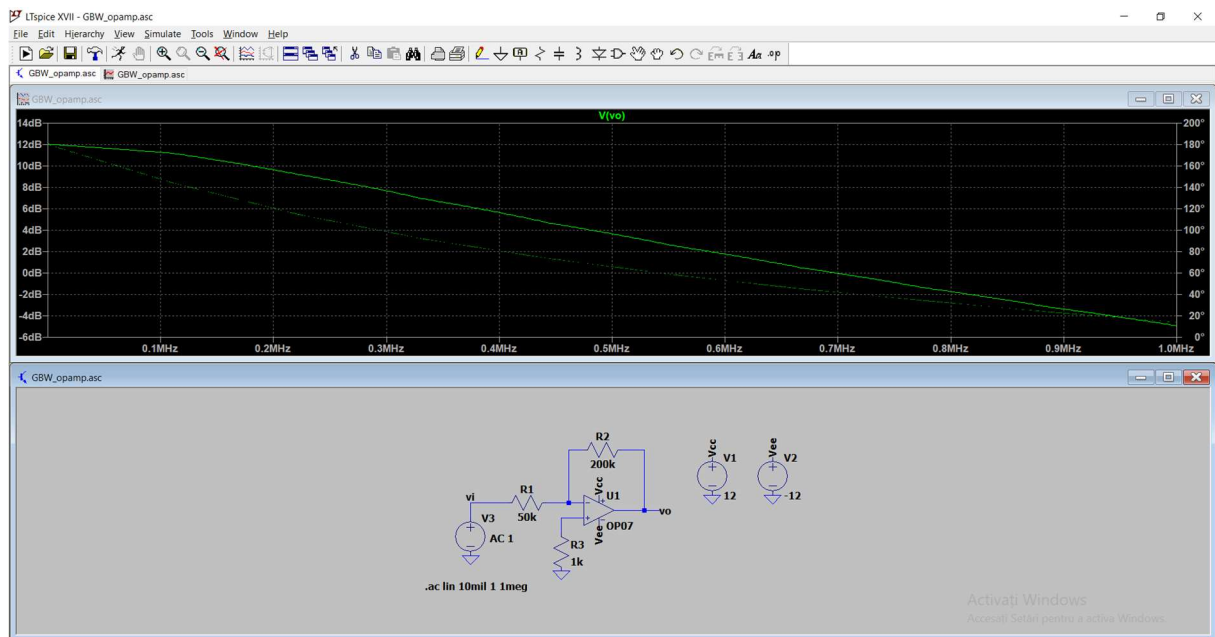 LTspice XVII - GBW_opamp.asc
File Edit Hierarchy View Simulate Tools Window Help
GBW_opamp.asc GBW_opamp.asc
GBW_opamp.asc
V(vo)
14dB 200°
12dB 180°
10dB 160°
8dB 140°
6dB 120°
4dB 100°
2dB 80°
0dB 60°
-2dB 40°
-4dB 20°
-6dB 0°
0.1MHz 0.2MHz 0.3MHz 0.4MHz 0.5MHz 0.6MHz 0.7MHz 0.8MHz 0.9MHz 1.0MHz
GBW_opamp.asc
R2
200k
Vcc
Vcc
V1
12
Vee
V2
-12
vi
R1
50k
U1
OP07
vo
Vee
V3
AC 1
R3
1k
.ac lin 10mil 1 1meg
Activați Windows
Accesați Setări pentru a activa Windows.